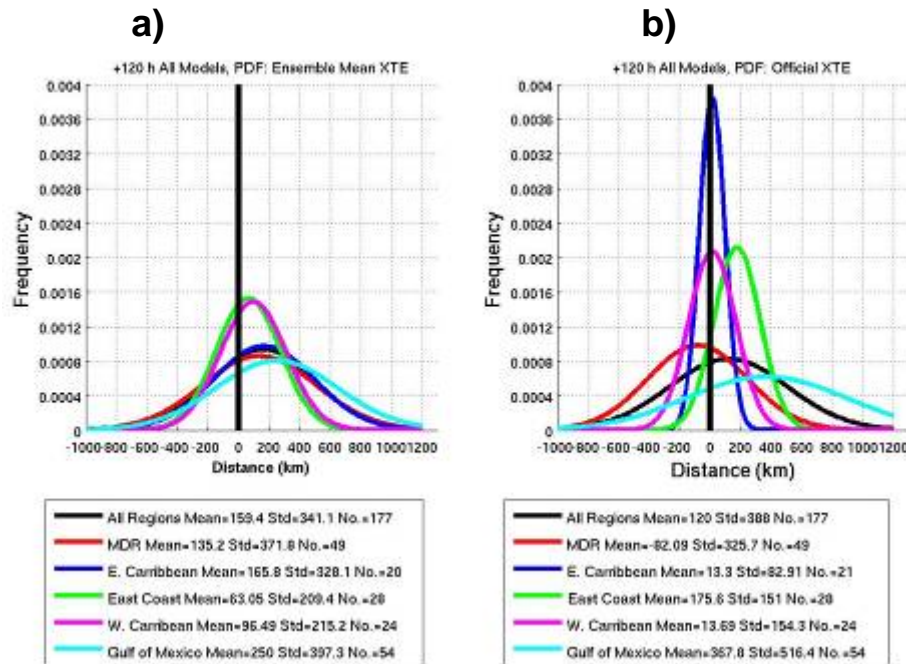 a)
+120 h All Models, PDF: Ensemble Mean XTE
0.004
0.0036
0.0032
0.0028
0.0024
0.002
0.0016
0.0012
0.0008
0.0004
0
Frequency
-1000 -800 -600 -400 -200 0 200 400 600 800 1000 1200
Distance (km)
All Regions Mean=159.4 Std=341.1 No.=177
MDR Mean=135.2 Std=371.8 No.=49
E. Carribbean Mean=165.8 Std=328.1 No.=20
East Coast Mean=63.05 Std=209.4 No.=28
W. Carribean Mean=96.49 Std=215.2 No.=24
Gulf of Mexico Mean=250 Std=397.3 No.=54
b)
+120 h All Models, PDF: Official XTE
0.004
0.0036
0.0032
0.0028
0.0024
0.002
0.0016
0.0012
0.0008
0.0004
0
Frequency
-1000 -800 -600 -400 -200 0 200 400 600 800 1000 1200
Distance (km)
All Regions Mean=120 Std=388 No.=177
MDR Mean=-82.09 Std=325.7 No.=49
E. Carribbean Mean=13.3 Std=82.91 No.=21
East Coast Mean=175.6 Std=151 No.=28
W. Carribean Mean=13.69 Std=154.3 No.=24
Gulf of Mexico Mean=367.8 Std=516.4 No.=54